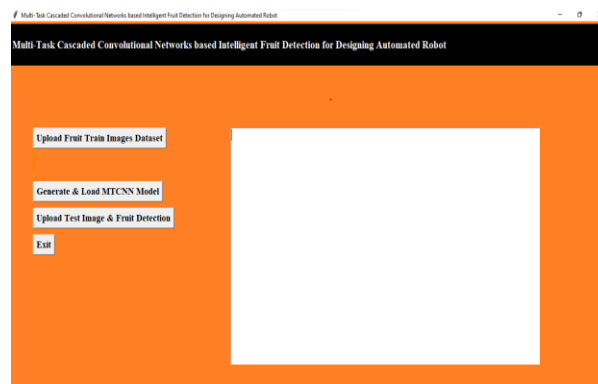 Multi-Task Cascaded Convolutional Networks based Intelligent Fruit Detection for Designing Automated Robot
Multi-Task Cascaded Convolutional Networks based Intelligent Fruit Detection for Designing Automated Robot
Upload Fruit Train Images Dataset
Generate & Load MTCNN Model
Upload Test Image & Fruit Detection
Exit